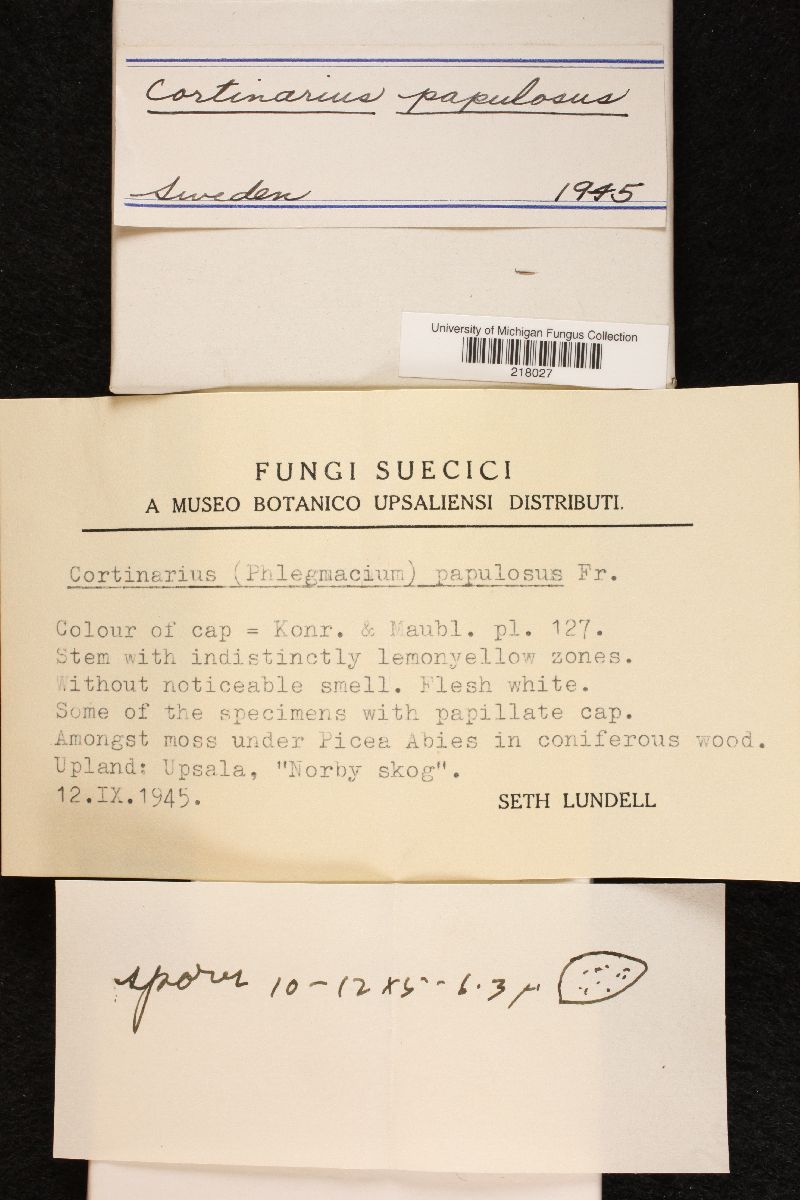 Cortinarius papulosus
Sweden 1945
University of Michigan Fungus Collection
218027
FUNGI SUECICI
A MUSEO BOTANICO UPSALIENSI DISTRIBUTI.
Cortinarius (Phlegmacium) papulosus Fr.
Colour of cap = Konr. & Maubl. pl. 127.
Stem with indistinctly lemonyellow zones.
Without noticeable smell. Flesh white.
Some of the specimens with papillate cap.
Amongst moss under Picea Abies in coniferous wood.
Upland: Upsala, "Norby skog".
12.IX.1945. SETH LUNDELL
spores 10-12 x 5-6.3 μ